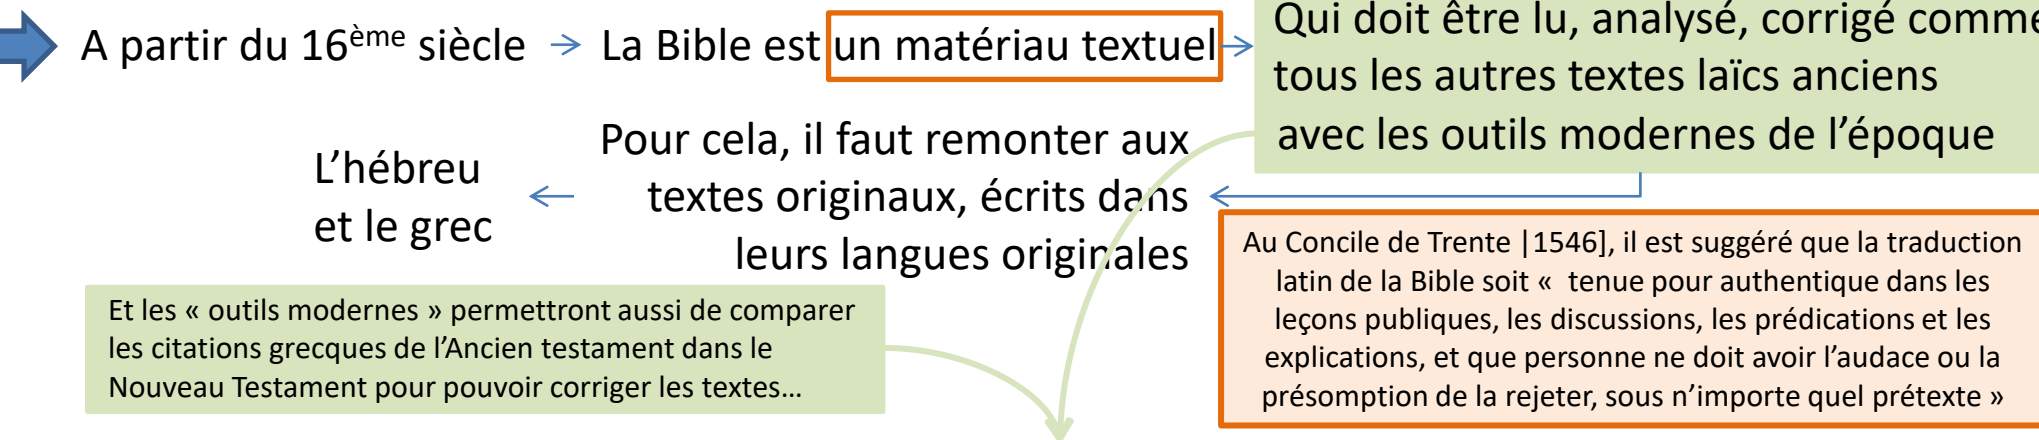 A partir du 16ème siècle → La Bible est un matériau textuel →
Qui doit être lu, analysé, corrigé comme
tous les autres textes laïcs anciens
avec les outils modernes de l’époque
Pour cela, il faut remonter aux
textes originaux, écrits dans
leurs langues originales
L’hébreu
et le grec
Au Concile de Trente |1546], il est suggéré que la traduction
latin de la Bible soit «  tenue pour authentique dans les
leçons publiques, les discussions, les prédications et les
explications, et que personne ne doit avoir l’audace ou la
présomption de la rejeter, sous n’importe quel prétexte »
Et les « outils modernes » permettront aussi de comparer
les citations grecques de l’Ancien testament dans le
Nouveau Testament pour pouvoir corriger les textes…